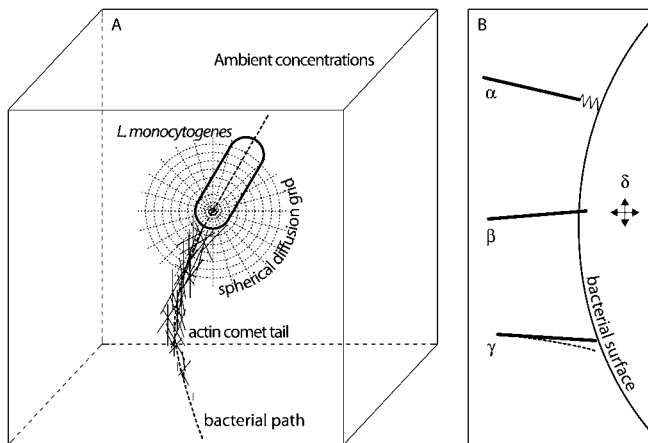 A
Ambient concentrations
L. monocytogenes
spherical diffusion grid
actin comet tail
bacterial path
B
α
δ
β
γ
bacterial surface